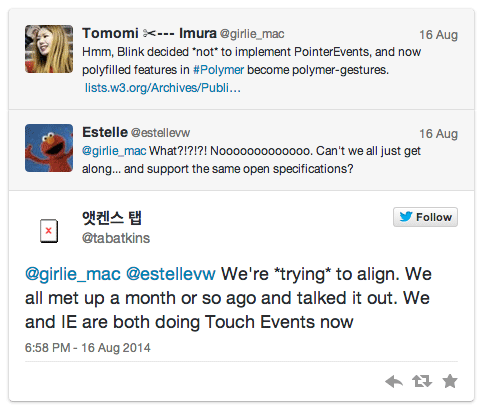 Tomomi ✂--- Imura @girlie_mac 16 Aug
Hmm, Blink decided *not* to implement PointerEvents, and now
polyfilled features in #Polymer become polymer-gestures.
lists.w3.org/Archives/Publi…
Estelle @estellevw 16 Aug
@girlie_mac What?!?!?! Nooooooooooooo. Can't we all just get
along... and support the same open specifications?
앳켄스 탭
@tabatkins
Follow
@girlie_mac @estellevw We're *trying* to align. We
all met up a month or so ago and talked it out. We
and IE are both doing Touch Events now
6:58 PM - 16 Aug 2014